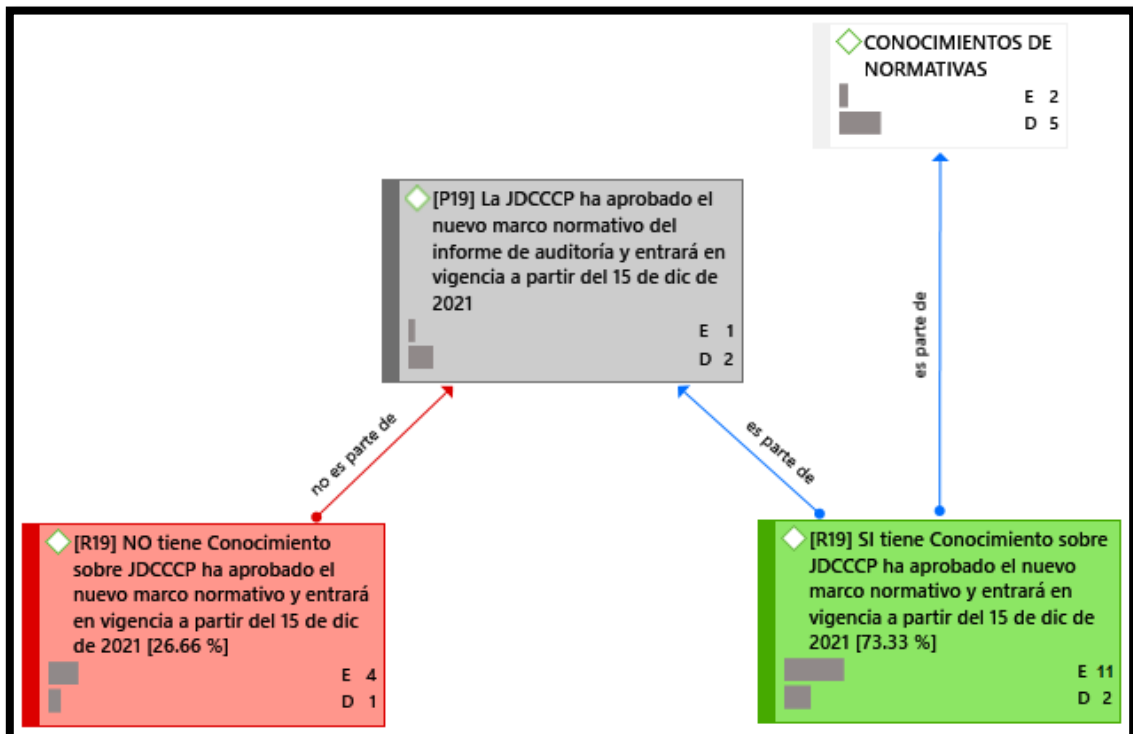 CONOCIMIENTOS DE
NORMATIVAS
E 2
D 5
[P19] La JDCCCP ha aprobado el
nuevo marco normativo del
informe de auditoría y entrará en
vigencia a partir del 15 de dic de
2021
E 1
D 2
es parte de
no es parte de
es parte de
[R19] NO tiene Conocimiento
sobre JDCCCP ha aprobado el
nuevo marco normativo y entrará
en vigencia a partir del 15 de dic
de 2021 [26.66 %]
E 4
D 1
[R19] SI tiene Conocimiento sobre
JDCCCP ha aprobado el nuevo
marco normativo y entrará en
vigencia a partir del 15 de dic de
2021 [73.33 %]
E 11
D 2